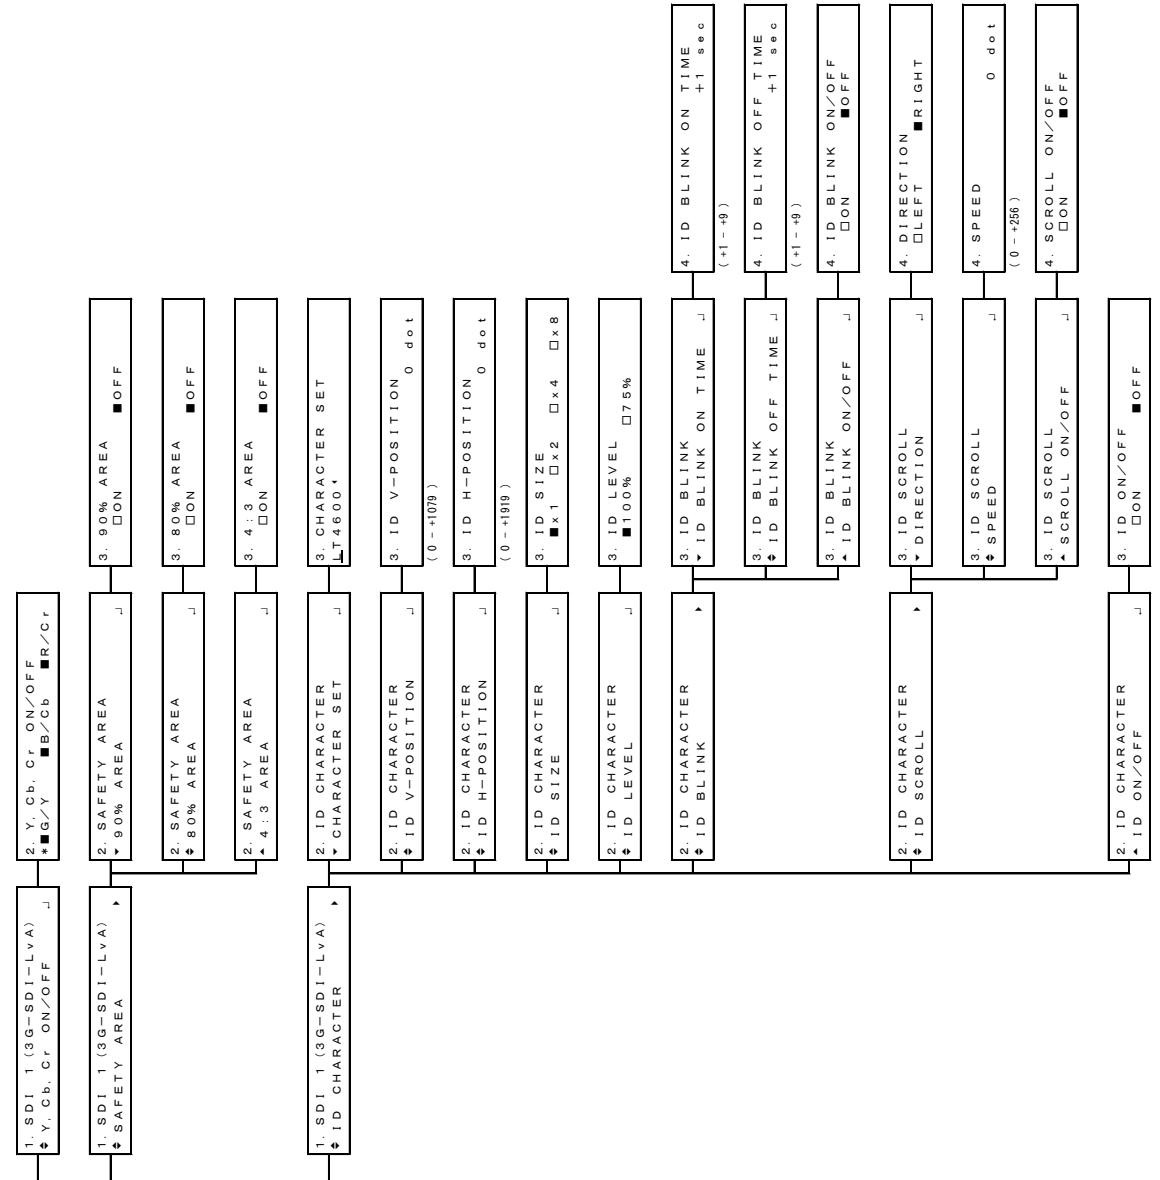 1. SDI 1 (3G-SDI-LvA)
♦ Y, Cb, Cr ON/OFF ┘
2. Y, Cb, Cr ON/OFF
*■G/Y ■B/Cb ■R/Cr
1. SDI 1 (3G-SDI-LvA)
♦ SAFETY AREA ▸
2. SAFETY AREA
▾ 90% AREA ┘
3. 90% AREA
□ON ■OFF
2. SAFETY AREA
♦ 80% AREA ┘
3. 80% AREA
□ON ■OFF
2. SAFETY AREA
▴ 4:3 AREA ┘
3. 4:3 AREA
□ON ■OFF
1. SDI 1 (3G-SDI-LvA)
♦ ID CHARACTER ▸
2. ID CHARACTER
▾ CHARACTER SET ┘
3. CHARACTER SET
LT4600◂
2. ID CHARACTER
♦ ID V-POSITION ┘
3. ID V-POSITION
0 dot
( 0 - +1079 )
2. ID CHARACTER
♦ ID H-POSITION ┘
3. ID H-POSITION
0 dot
( 0 - +1919 )
2. ID CHARACTER
♦ ID SIZE ┘
3. ID SIZE
■x1 □x2 □x4 □x8
2. ID CHARACTER
♦ ID LEVEL ┘
3. ID LEVEL
■100% □75%
2. ID CHARACTER
♦ ID BLINK ▸
3. ID BLINK
▾ ID BLINK ON TIME ┘
4. ID BLINK ON TIME
+1 sec
( +1 - +9 )
3. ID BLINK
♦ ID BLINK OFF TIME ┘
4. ID BLINK OFF TIME
+1 sec
( +1 - +9 )
3. ID BLINK
▴ ID BLINK ON/OFF ┘
4. ID BLINK ON/OFF
□ON ■OFF
2. ID CHARACTER
♦ ID SCROLL ▸
3. ID SCROLL
▾ DIRECTION ┘
4. DIRECTION
□LEFT ■RIGHT
3. ID SCROLL
♦ SPEED ┘
4. SPEED
0 dot
( 0 - +256 )
3. ID SCROLL
▴ SCROLL ON/OFF ┘
4. SCROLL ON/OFF
□ON ■OFF
2. ID CHARACTER
▴ ID ON/OFF ┘
3. ID ON/OFF
□ON ■OFF